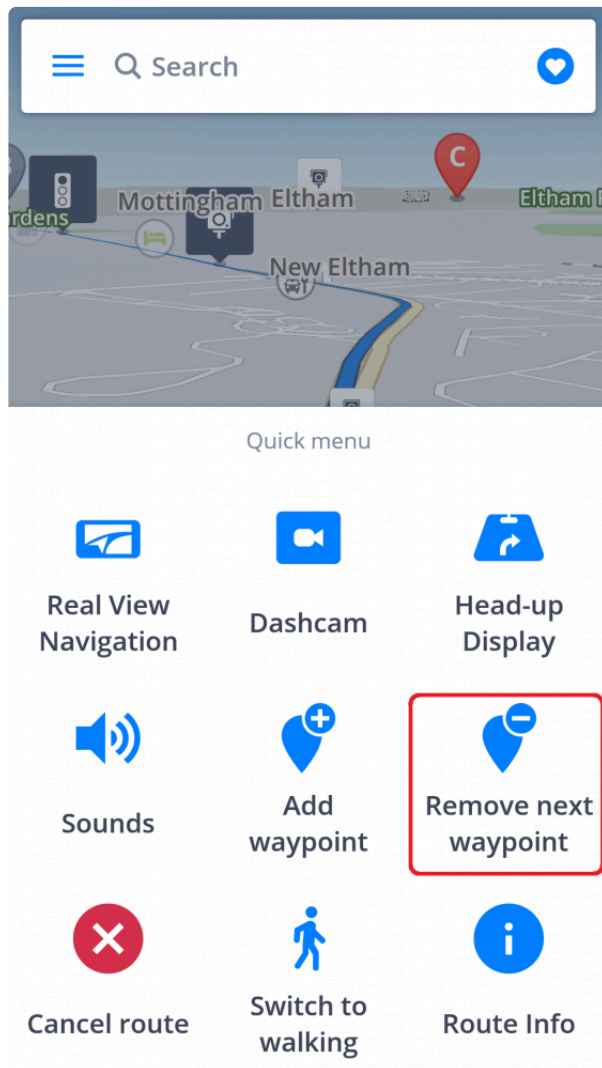 Search
C
Mottingham Eltham
rdens
Eltham
New Eltham
Quick menu
Real View
Navigation
Dashcam
Head-up
Display
Sounds
Add
waypoint
Remove next
waypoint
Cancel route
Switch to
walking
Route Info